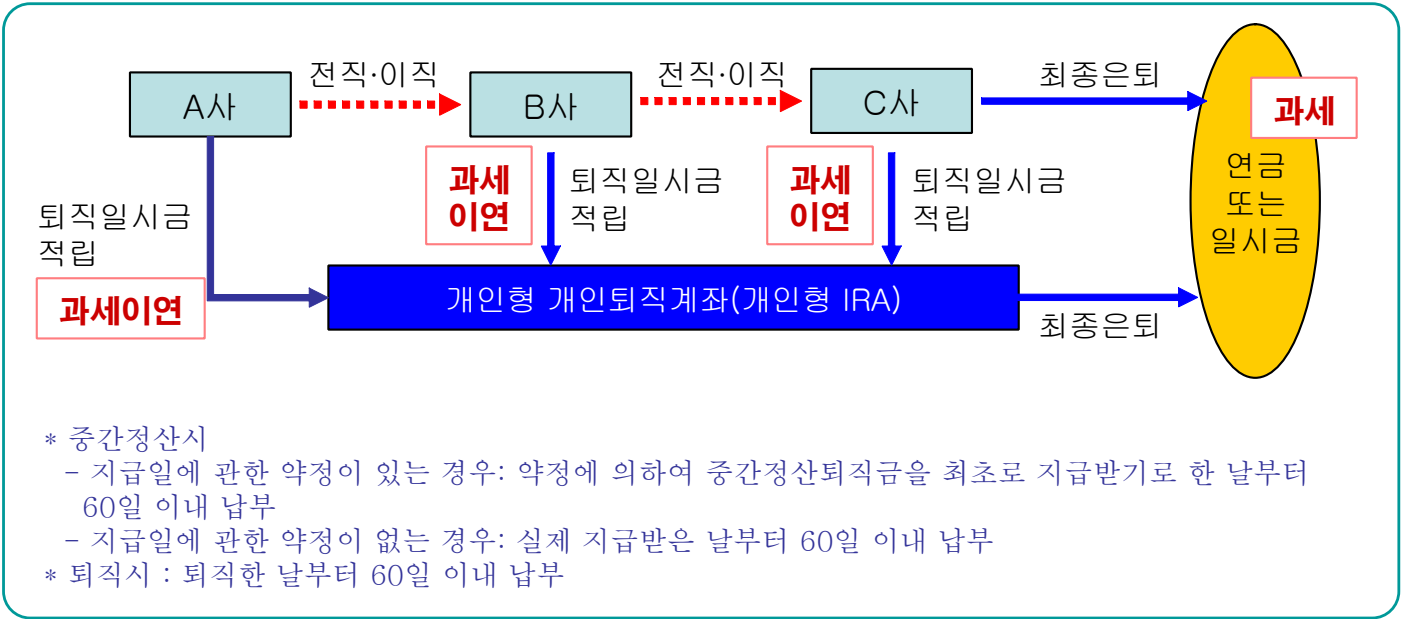 A사
전직·이직
B사
전직·이직
C사
최종은퇴
과세
연금
또는
일시금
퇴직일시금
적립
과세이연
과세
이연
퇴직일시금
적립
과세
이연
퇴직일시금
적립
개인형 개인퇴직계좌(개인형 IRA)
최종은퇴
* 중간정산시
- 지급일에 관한 약정이 있는 경우: 약정에 의하여 중간정산퇴직금을 최초로 지급받기로 한 날부터
60일 이내 납부
- 지급일에 관한 약정이 없는 경우: 실제 지급받은 날부터 60일 이내 납부
* 퇴직시 : 퇴직한 날부터 60일 이내 납부